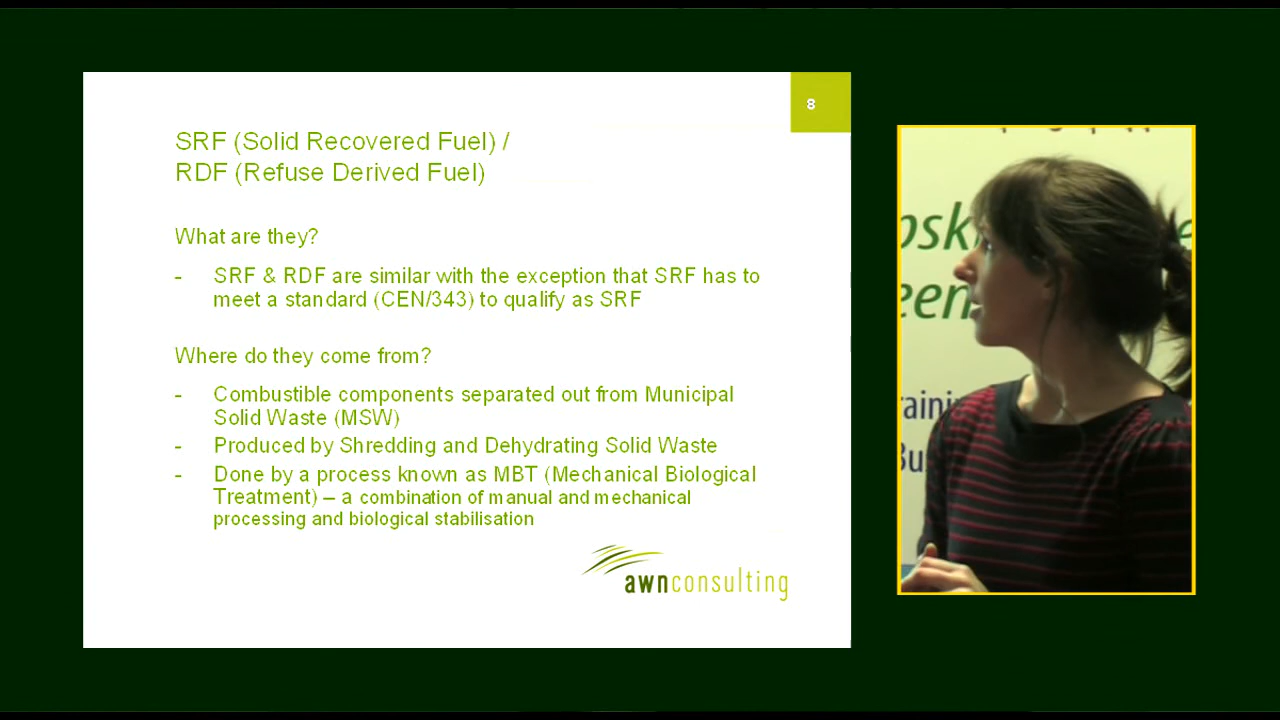 8
SRF (Solid Recovered Fuel) /
RDF (Refuse Derived Fuel)
What are they?
- SRF & RDF are similar with the exception that SRF has to
meet a standard (CEN/343) to qualify as SRF
Where do they come from?
- Combustible components separated out from Municipal
Solid Waste (MSW)
- Produced by Shredding and Dehydrating Solid Waste
- Done by a process known as MBT (Mechanical Biological
Treatment) – a combination of manual and mechanical
processing and biological stabilisation
awnconsulting